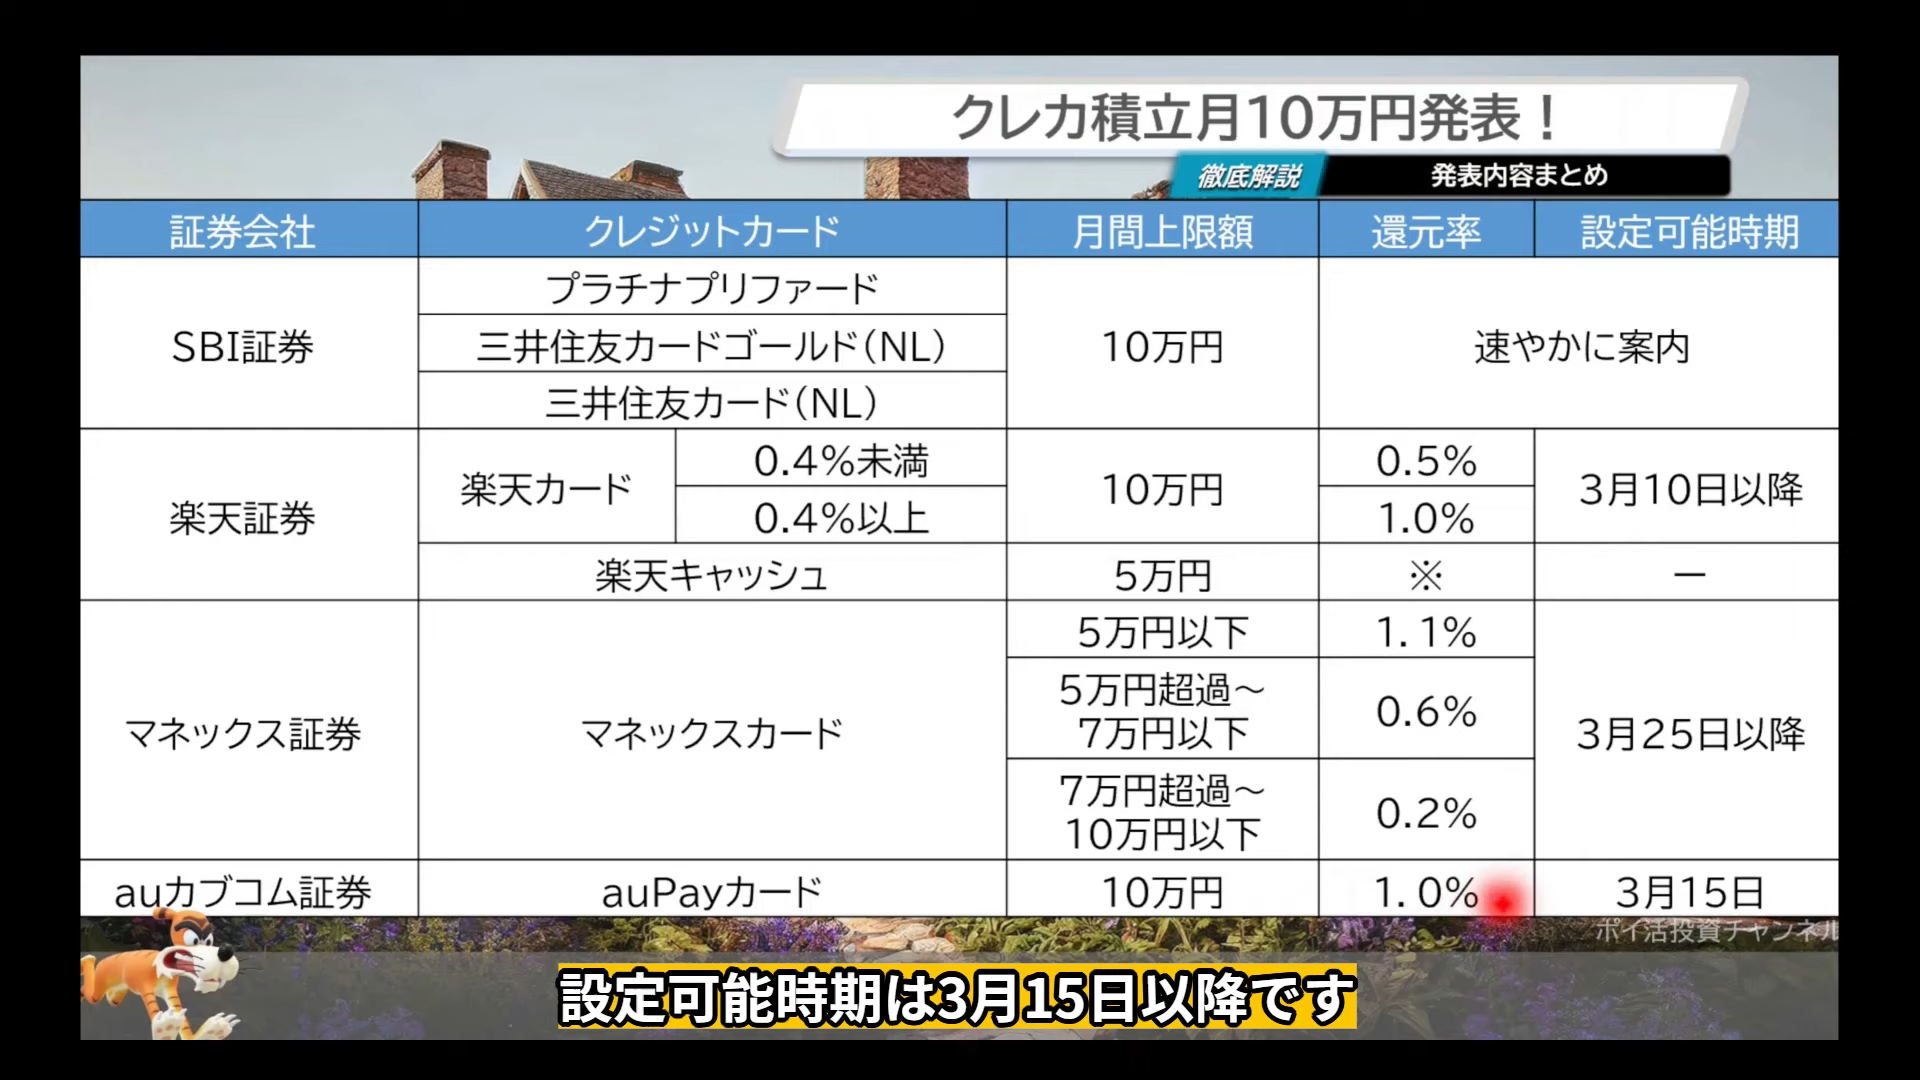 クレカ積立月10万円発表！
徹底解説 発表内容まとめ
証券会社 クレジットカード 月間上限額 還元率 設定可能時期
SBI証券
プラチナプリファード
三井住友カードゴールド（NL）
三井住友カード（NL）
10万円
速やかに案内
楽天証券
楽天カード
0.4%未満
0.4%以上
10万円
0.5%
1.0%
3月10日以降
楽天キャッシュ 5万円 ※ ー
マネックス証券
マネックスカード
5万円以下 1.1%
5万円超過～
7万円以下
0.6%
7万円超過～
10万円以下
0.2%
3月25日以降
auカブコム証券 auPayカード 10万円 1.0% 3月15日
ポイ活投資チャンネル
設定可能時期は3月15日以降です